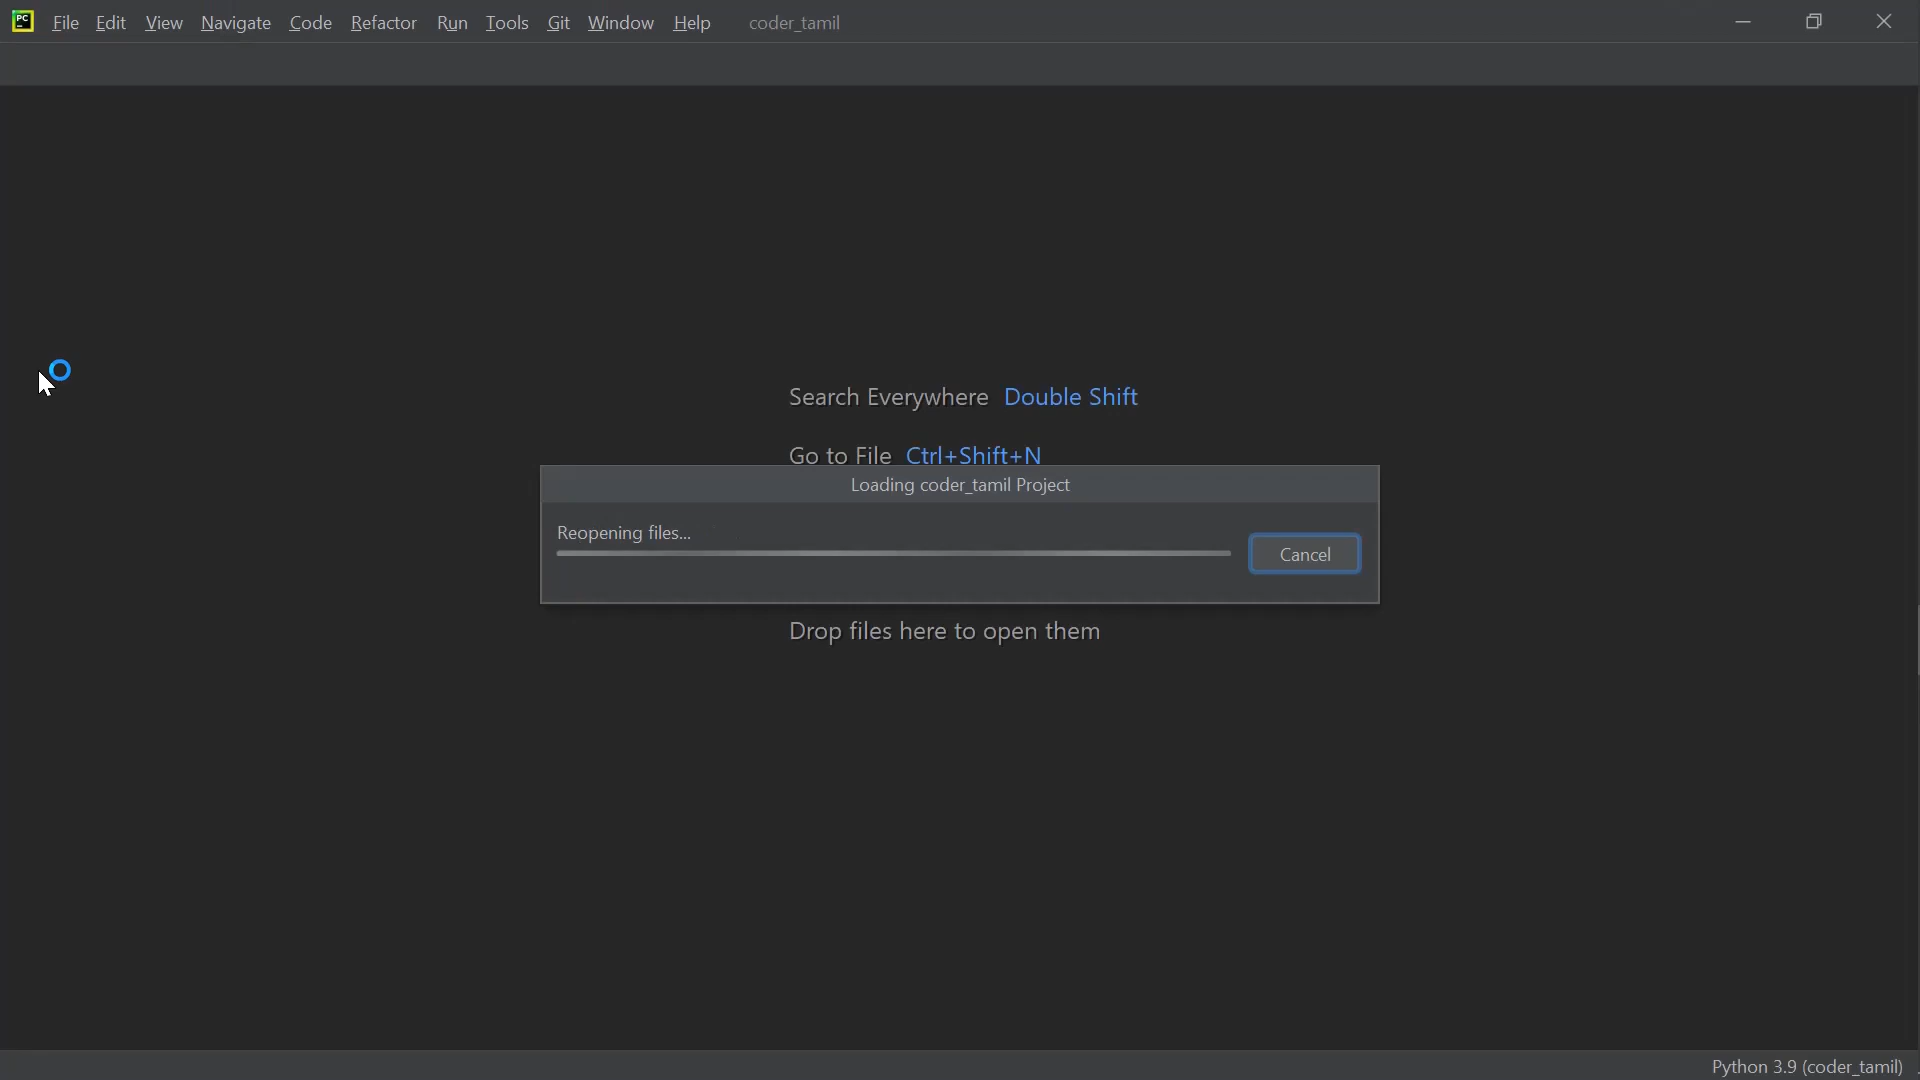 PC File Edit View Navigate Code Refactor Run Tools Git Window Help coder_tamil
Search Everywhere Double Shift
Go to File Ctrl+Shift+N
Loading coder_tamil Project
Reopening files...
Cancel
Drop files here to open them
Python 3.9 (coder_tamil)